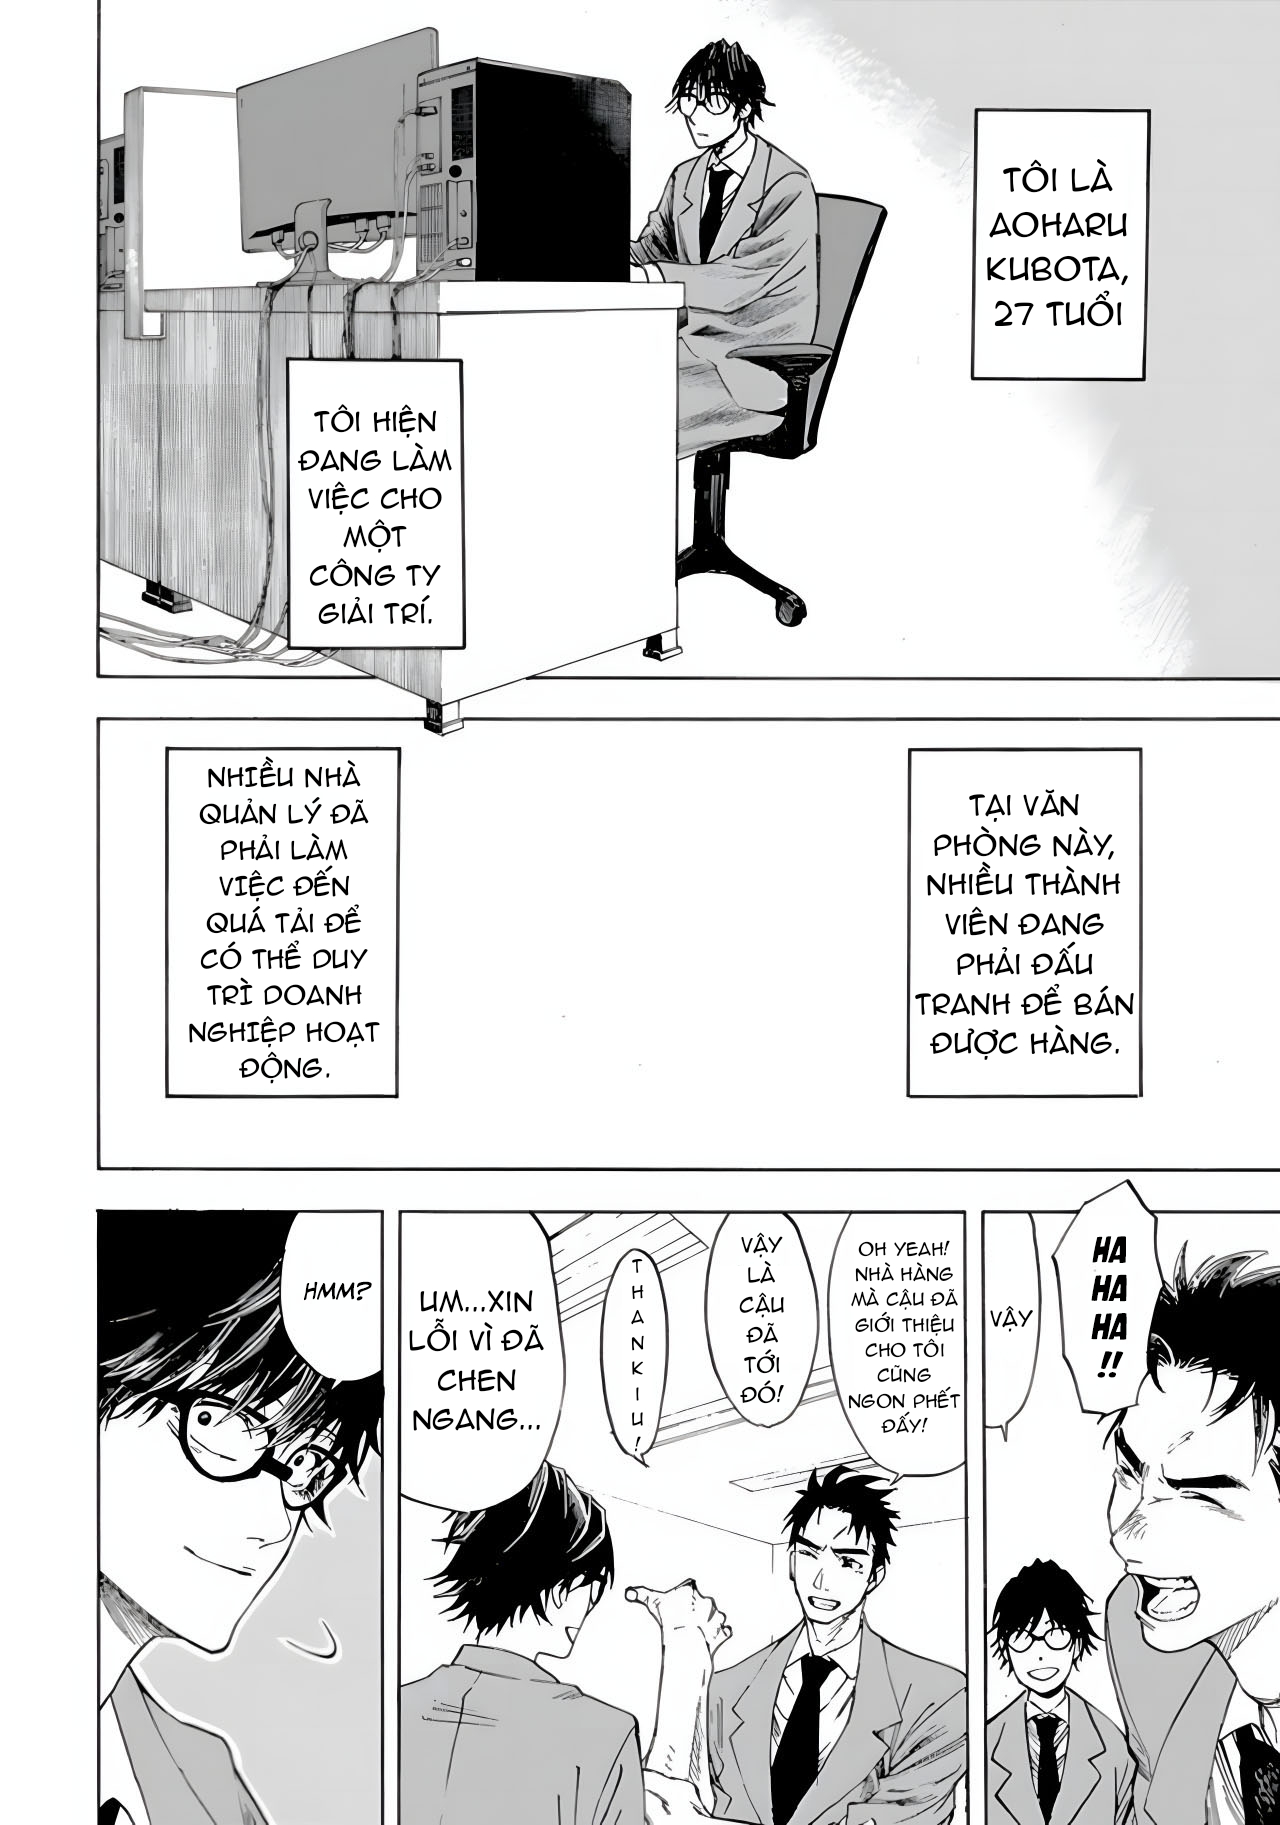 TÔI LÀ
AOHARU
KUBOTA,
27 TUỔI
TÔI HIỆN
ĐANG LÀM
VIỆC CHO
MỘT
CÔNG TY
GIẢI TRÍ.
TẠI VĂN
PHÒNG NÀY,
NHIỀU THÀNH
VIÊN ĐANG
PHẢI ĐẤU
TRANH ĐỂ BÁN
ĐƯỢC HÀNG.
NHIỀU NHÀ
QUẢN LÝ ĐÃ
PHẢI LÀM
VIỆC ĐẾN
QUÁ TẢI ĐỂ
CÓ THỂ DUY
TRÌ DOANH
NGHIỆP HOẠT
ĐỘNG.
HA
HA
HA
!!
VẬY
OH YEAH!
NHÀ HÀNG
MÀ CẬU ĐÃ
GIỚI THIỆU
CHO TÔI
CŨNG
NGON PHẾT
ĐẤY!
VẬY
LÀ
CẬU
ĐÃ
TỚI
ĐÓ!
T
H
A
N
K
I
U
!
UM...XIN
LỖI VÌ ĐÃ
CHEN
NGANG...
HMM?